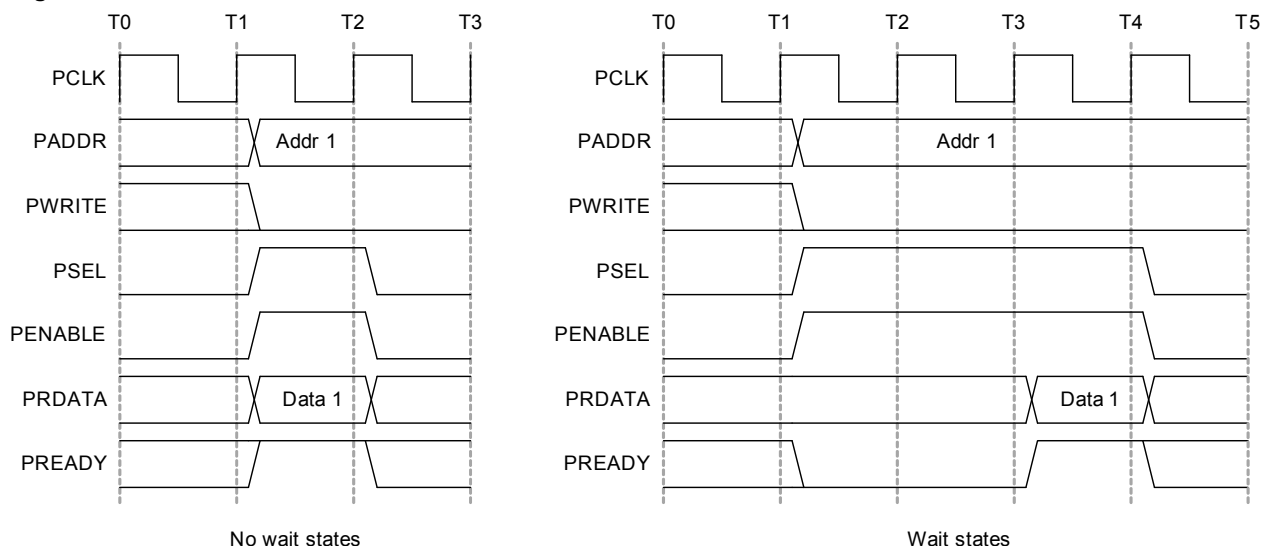 T0 T1 T2 T3 T0 T1 T2 T3 T4 T5
PCLK PCLK
PADDR Addr 1 PADDR Addr 1
PWRITE PWRITE
PSEL PSEL
PENABLE PENABLE
PRDATA Data 1 PRDATA Data 1
PREADY PREADY
No wait states Wait states